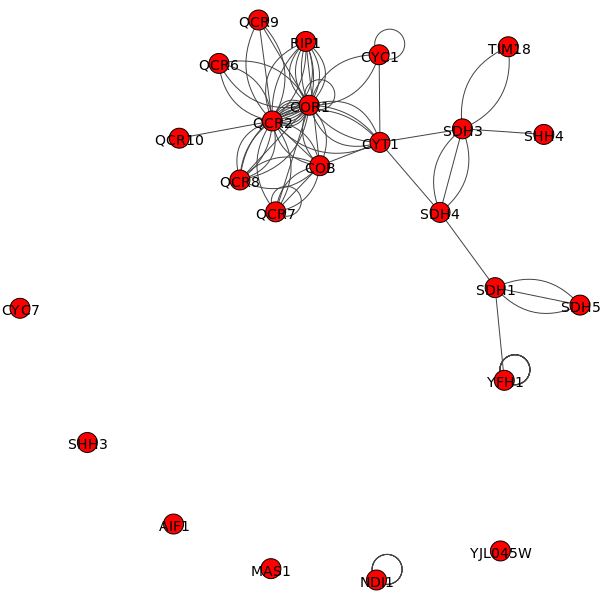 QCR9
RIP1
TIM18
CYC1
QCR6
COR1
QCR2
SDH3
SHH4
QCR10
CYT1
COB
QCR8
QCR7
SDH4
SDH1
CYC7
SDH5
YFH1
SHH3
AIF1
YJL045W
MAS1
NDI1